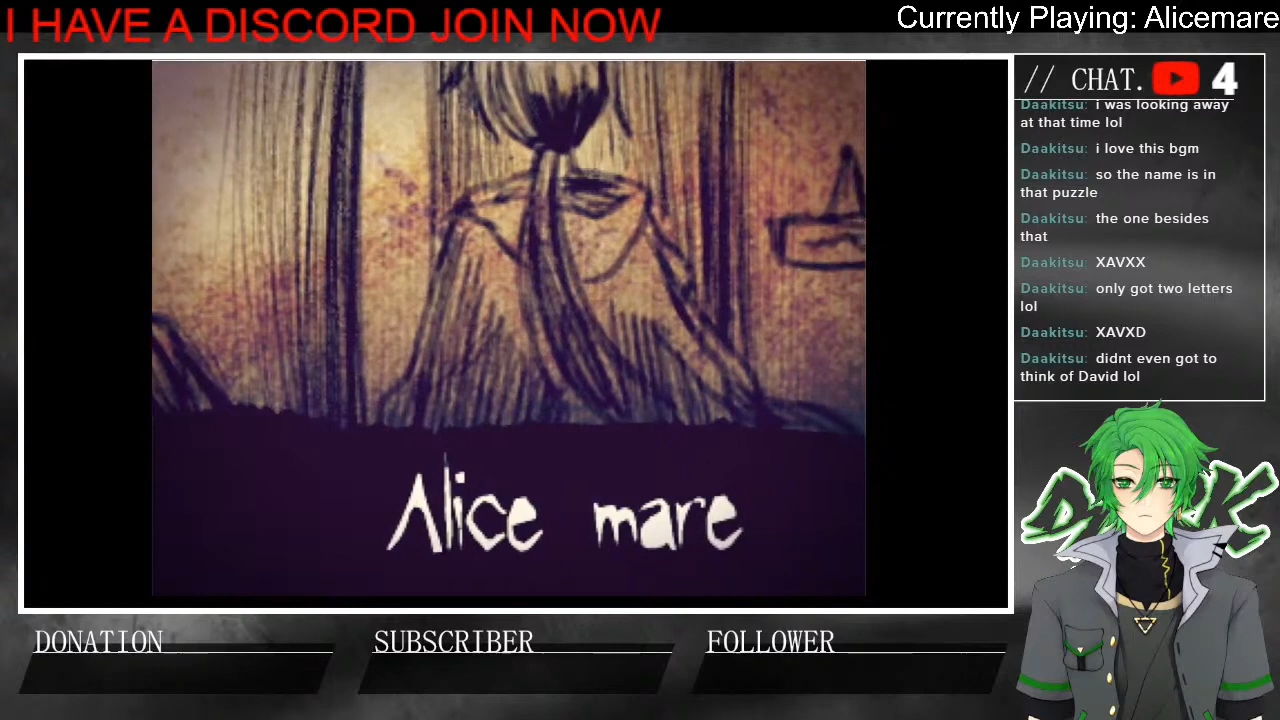 I HAVE A DISCORD JOIN NOW
Currently Playing: Alicemare
// CHAT. 4
Daakitsu: i was looking away
at that time lol
Daakitsu: i love this bgm
Daakitsu: so the name is in
that puzzle
Daakitsu: the one besides
that
Daakitsu: XAVXX
Daakitsu: only got two letters
lol
Daakitsu: XAVXD
Daakitsu: didnt even got to
think of David lol
Alice mare
DONATION
SUBSCRIBER
FOLLOWER